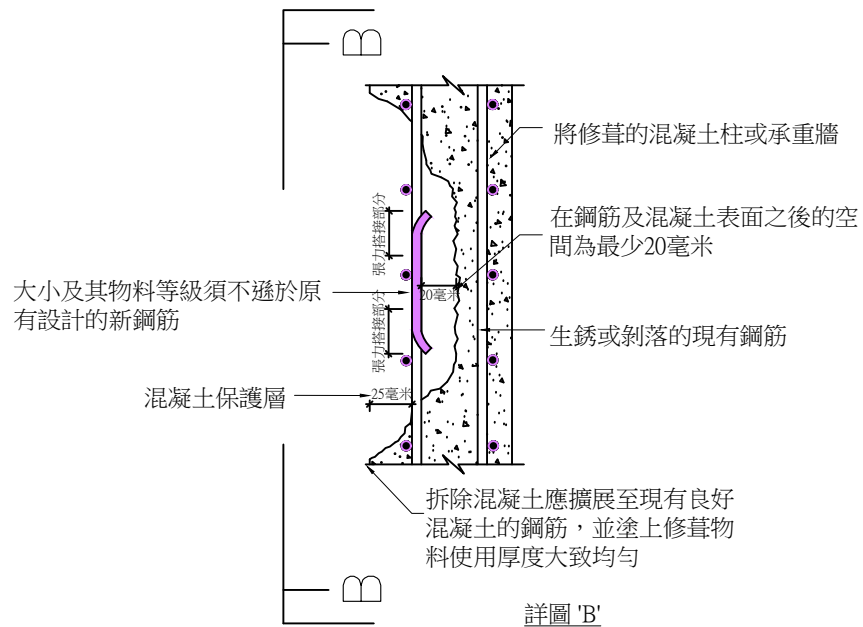 B
將修葺的混凝土柱或承重牆
在鋼筋及混凝土表面之後的空
間為最少20毫米
張力搭接部分
20毫米
大小及其物料等級須不遜於原
有設計的新鋼筋
張力搭接部分
生銹或剝落的現有鋼筋
25毫米
混凝土保護層
拆除混凝土應擴展至現有良好
混凝土的鋼筋，並塗上修葺物
料使用厚度大致均勻
B
詳圖 'B'